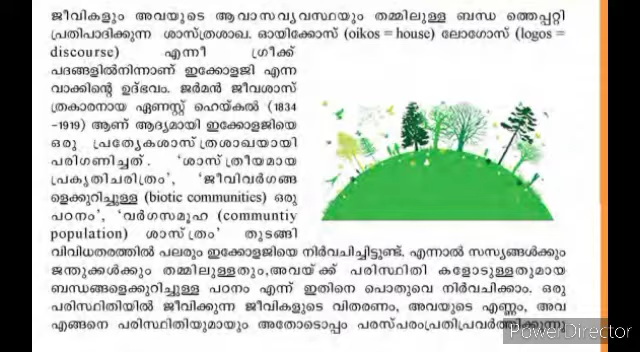 ജീവികളും അവയുടെ ആവാസവ്യവസ്ഥയും തമ്മിലുള്ള ബന്ധ ത്തെപ്പറ്റി
പ്രതിപാദിക്കുന്ന ശാസ്ത്രശാഖ. ഓയിക്കോസ് (oikos = house) ലോഗോസ് (logos =
discourse) എന്നീ ഗ്രീക്ക്
പദങ്ങളിൽനിന്നാണ് ഇക്കോളജി എന്ന
വാക്കിന്റെ ഉദ്ഭവം. ജർമൻ ജീവശാസ്
ത്രകാരനായ ഏണസ്റ്റ് ഹെയ്ക്കൽ (1834
-1919) ആണ് ആദ്യമായി ഇക്കോളജിയെ
ഒരു പ്രത്യേകശാസ്ത്രശാഖയായി
പരിഗണിച്ചത്. 'ശാസ്ത്രീയമായ
പ്രകൃതിചരിത്രം', 'ജീവിവർഗങ്ങ
ളെക്കുറിച്ചുള്ള (biotic communities) ഒരു
പഠനം', 'വർഗസമൂഹ (communtiy
population) ശാസ്ത്രം' തുടങ്ങി
വിവിധതരത്തിൽ പലരും ഇക്കോളജിയെ നിർവചിച്ചിട്ടുണ്ട്. എന്നാൽ സസ്യങ്ങൾക്കും
ജന്തുക്കൾക്കും തമ്മിലുള്ളതും,അവയ് ക്ക് പരിസ്ഥിതി കളോടുള്ളതുമായ
ബന്ധങ്ങളെക്കുറിച്ചുള്ള പഠനം എന്ന് ഇതിനെ പൊതുവെ നിർവചിക്കാം. ഒരു
പരിസ്ഥിതിയിൽ ജീവിക്കുന്ന ജീവികളുടെ വിതരണം, അവയുടെ എണ്ണം, അവ
എങ്ങനെ പരിസ്ഥിതിയുമായും അതോടൊപ്പം പരസ്പരംപ്രതിപ്രവർത്തിക്കുന്നു
PowerDirector